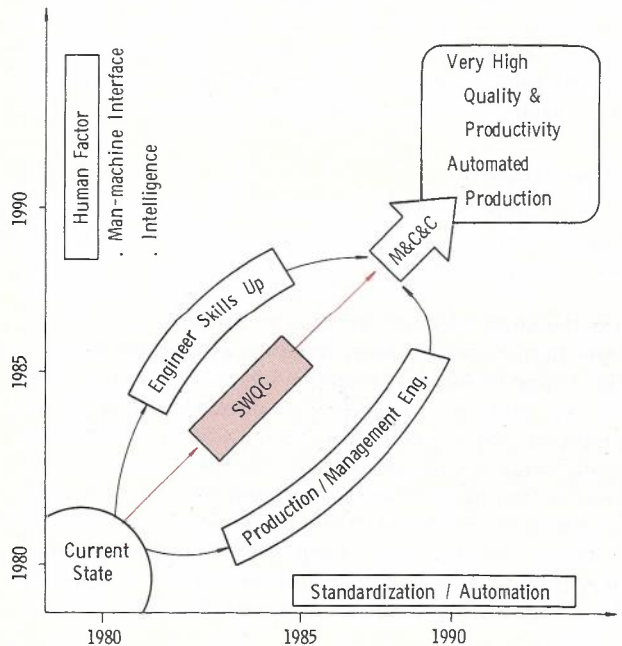 Human Factor
. Man-machine Interface
. Intelligence
Very High
Quality &
Productivity
Automated
Production
M&C&C
Engineer Skills Up
SWQC
Production/Management Eng.
Current
State
Standardization / Automation
1990
1985
1980
1980
1985
1990